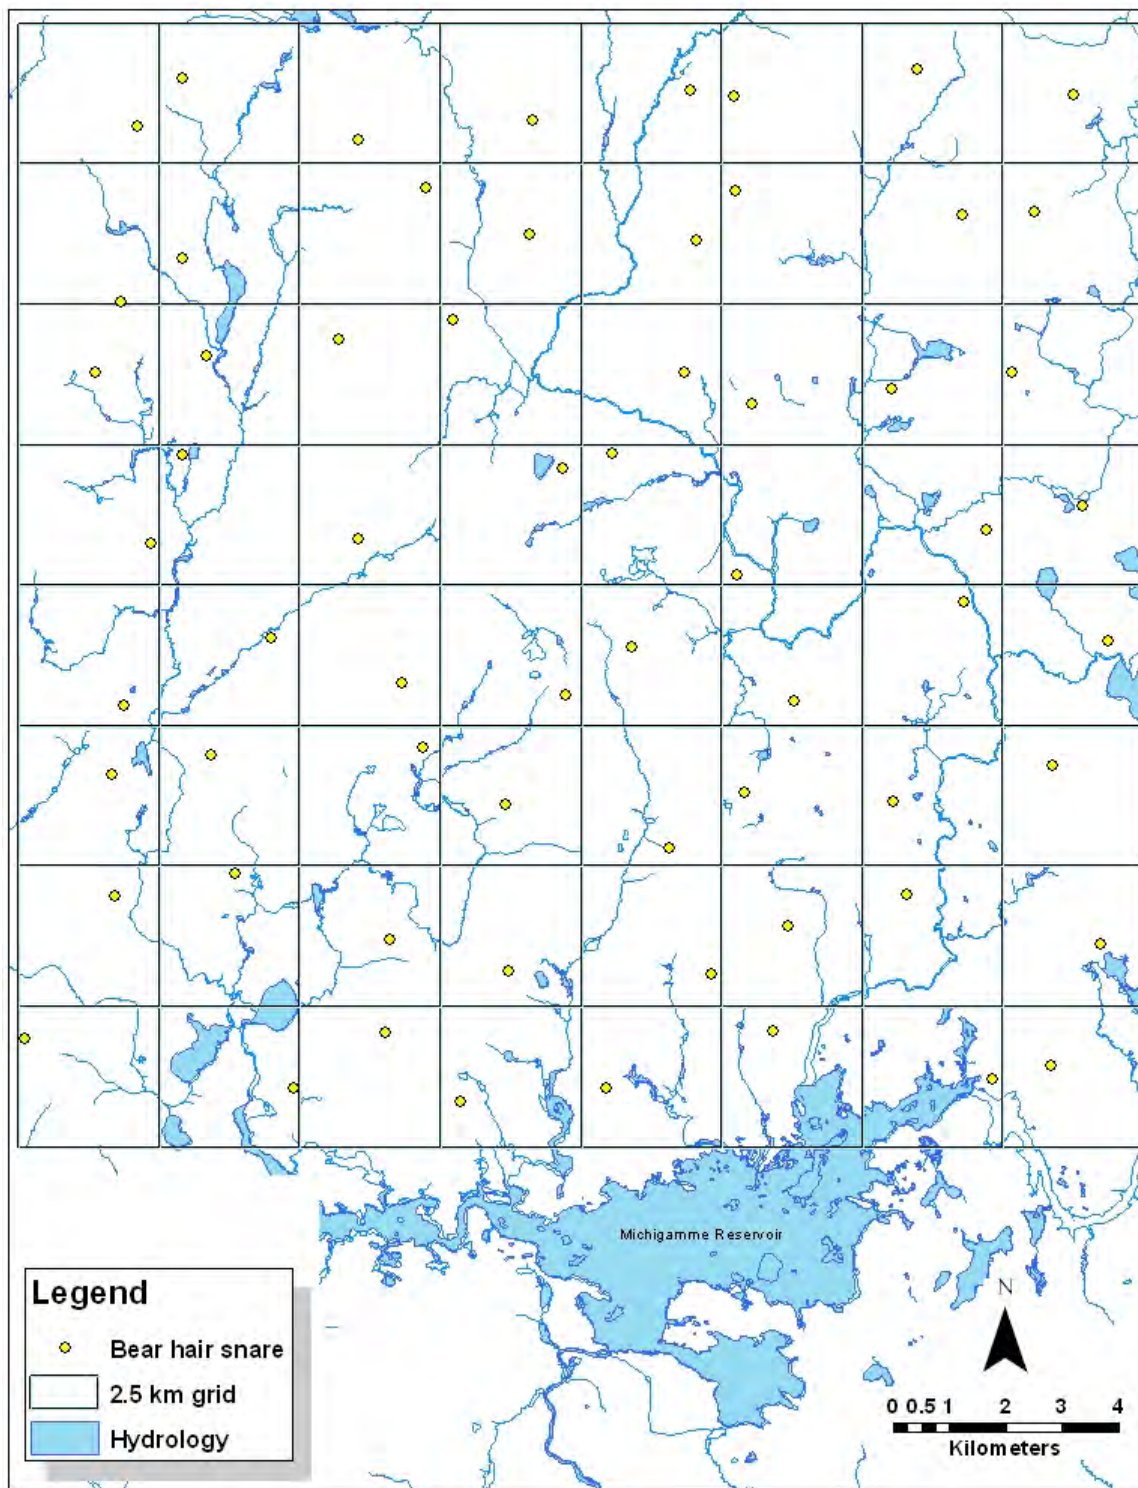 Michigamme Reservoir
Legend
Bear hair snare
2.5 km grid
Hydrology
N
0 0.5 1 2 3 4
Kilometers